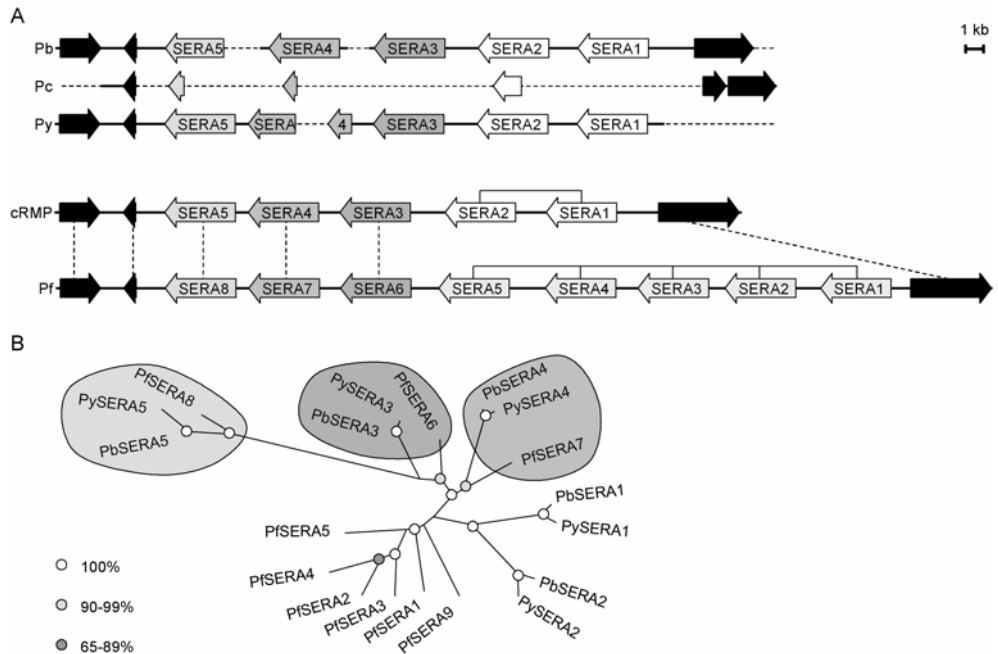 A
1 kb
Pb SERA5 SERA4 SERA3 SERA2 SERA1
Pc
Py SERA5 SERA 4 SERA3 SERA2 SERA1
cRMP SERA5 SERA4 SERA3 SERA2 SERA1
Pf SERA8 SERA7 SERA6 SERA5 SERA4 SERA3 SERA2 SERA1
B
PfSERA8
PySERA5
PbSERA5
PySERA3
PfSERA6
PbSERA3
PbSERA4
PySERA4
PfSERA7
PbSERA1
PySERA1
PfSERA5
PfSERA4
PfSERA2
PfSERA3
PfSERA1
PfSERA9
PbSERA2
PySERA2
100%
90-99%
65-89%